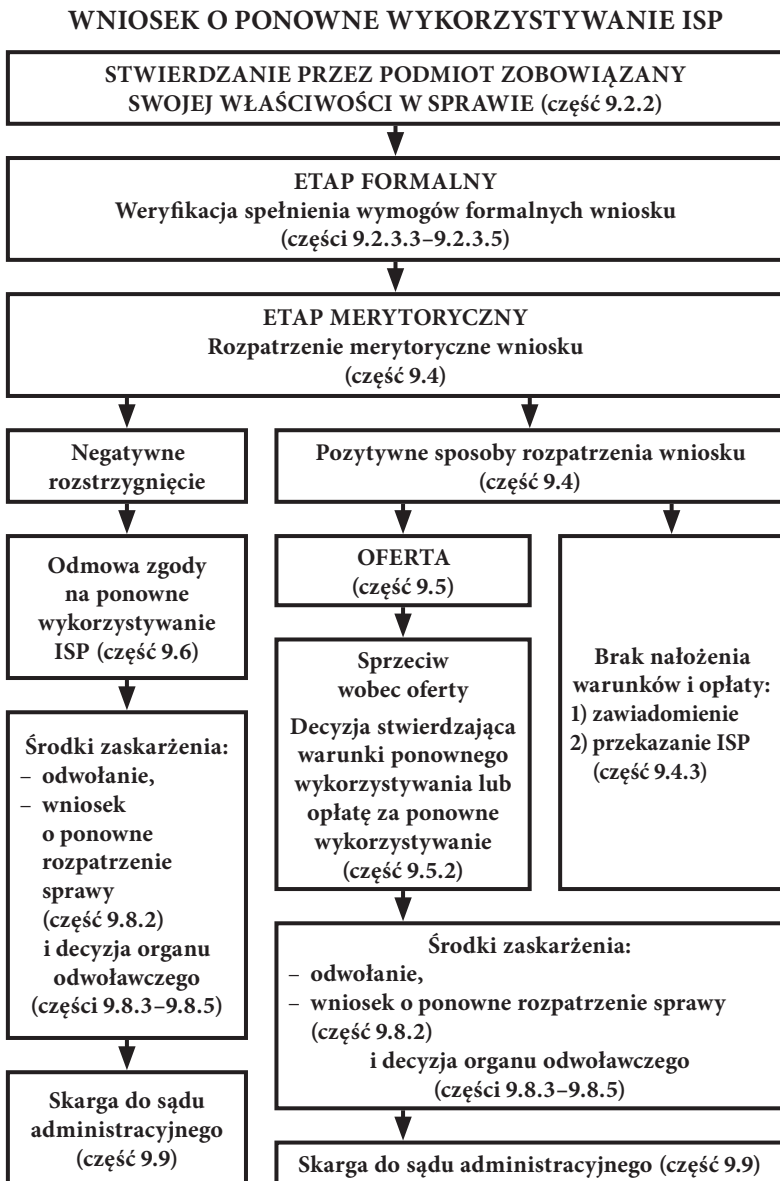 WNIOSEK O PONOWNE WYKORZYSTYWANIE ISP
STWIERDZANIE PRZEZ PODMIOT ZOBOWIĄZANY
SWOJEJ WŁAŚCIWOŚCI W SPRAWIE (część 9.2.2)
ETAP FORMALNY
Weryfikacja spełnienia wymogów formalnych wniosku
(części 9.2.3.3–9.2.3.5)
ETAP MERYTORYCZNY
Rozpatrzenie merytoryczne wniosku
(część 9.4)
Negatywne
rozstrzygnięcie
Odmowa zgody
na ponowne
wykorzystywanie
ISP (część 9.6)
Środki zaskarżenia:
– odwołanie,
– wniosek
o ponowne
rozpatrzenie
sprawy
(część 9.8.2)
i decyzja organu
odwoławczego
(części 9.8.3–9.8.5)
Skarga do sądu
administracyjnego
(część 9.9)
Pozytywne sposoby rozpatrzenia wniosku
(część 9.4)
OFERTA
(część 9.5)
Sprzeciw
wobec oferty
Decyzja stwierdzająca
warunki ponownego
wykorzystywania lub
opłatę za ponowne
wykorzystywanie
(część 9.5.2)
Brak nałożenia
warunków i opłaty:
1) zawiadomienie
2) przekazanie ISP
(część 9.4.3)
Środki zaskarżenia:
– odwołanie,
– wniosek o ponowne rozpatrzenie sprawy
(część 9.8.2)
i decyzja organu odwoławczego
(części 9.8.3–9.8.5)
Skarga do sądu administracyjnego (część 9.9)